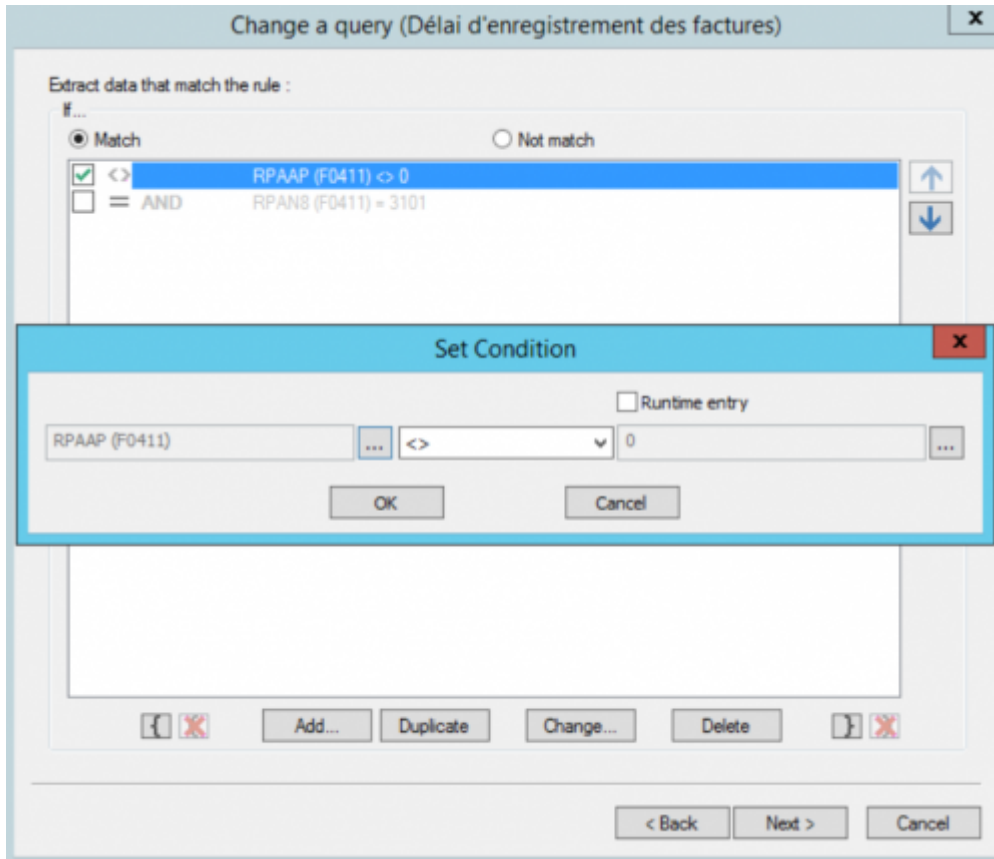 Change a query (Délai d'enregistrement des factures)
x
Extract data that match the rule :
If...
Match Not match
<> RPAAP (F0411) <> 0
= AND RPAN8 (F0411) = 3101
Set Condition
x
Runtime entry
RPAAP (F0411) ... <> 0 ...
OK Cancel
{ Add... Duplicate Change... Delete }
< Back Next > Cancel